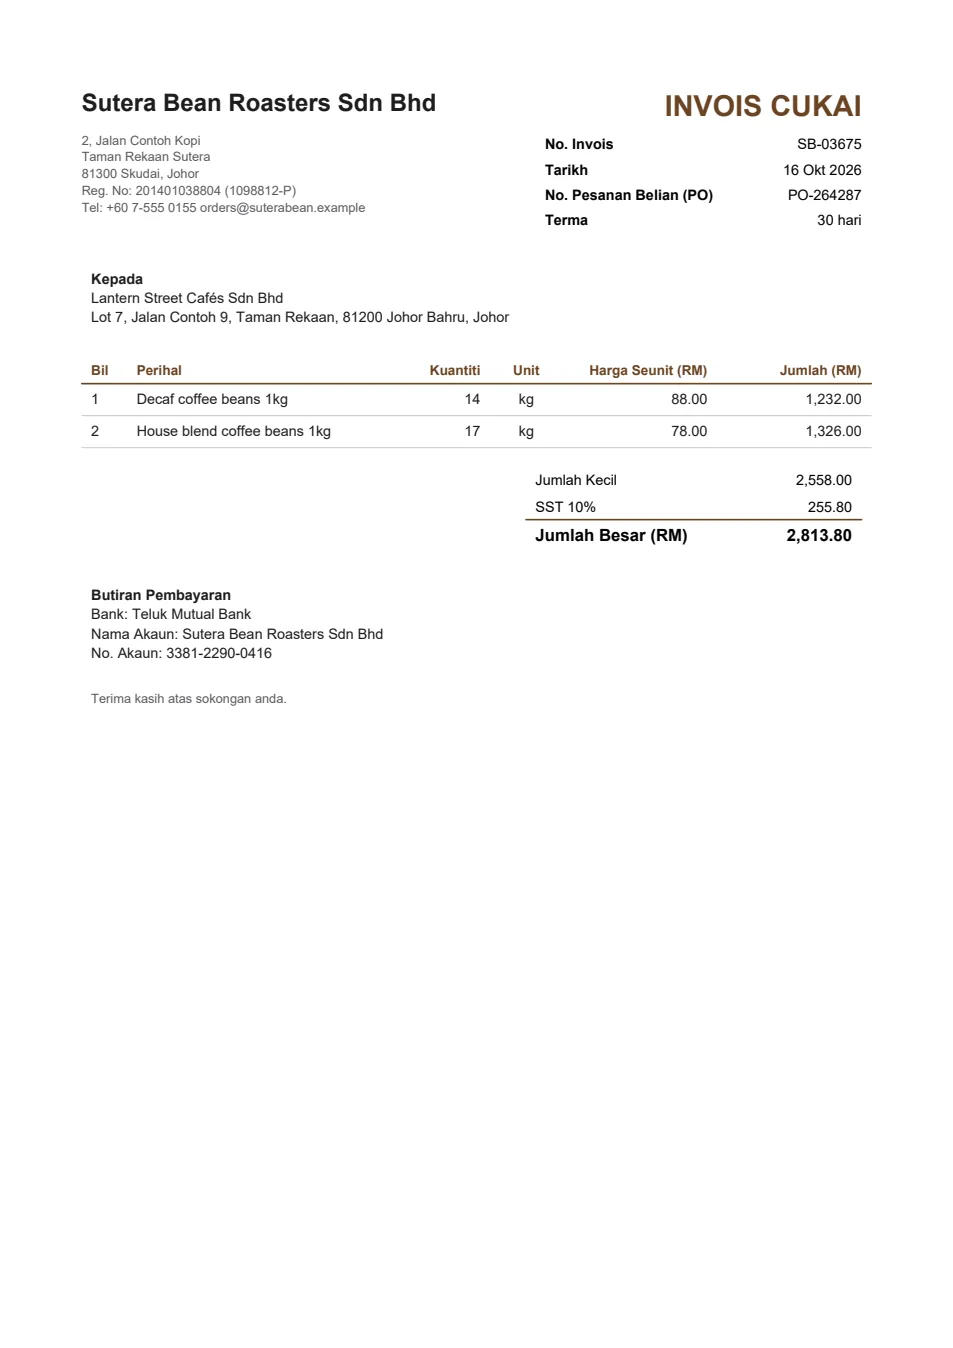 Sutera Bean Roasters Sdn Bhd
INVOIS CUKAI
2, Jalan Contoh Kopi
Taman Rekaan Sutera
81300 Skudai, Johor
Reg. No: 201401038804 (1098812-P)
Tel: +60 7-555 0155 orders@suterabean.example
No. Invois SB-03675
Tarikh 16 Okt 2026
No. Pesanan Belian (PO) PO-264287
Terma 30 hari
Kepada
Lantern Street Cafés Sdn Bhd
Lot 7, Jalan Contoh 9, Taman Rekaan, 81200 Johor Bahru, Johor
Bil Perihal Kuantiti Unit Harga Seunit (RM) Jumlah (RM)
1 Decaf coffee beans 1kg 14 kg 88.00 1,232.00
2 House blend coffee beans 1kg 17 kg 78.00 1,326.00
Jumlah Kecil 2,558.00
SST 10% 255.80
Jumlah Besar (RM) 2,813.80
Butiran Pembayaran
Bank: Teluk Mutual Bank
Nama Akaun: Sutera Bean Roasters Sdn Bhd
No. Akaun: 3381-2290-0416
Terima kasih atas sokongan anda.